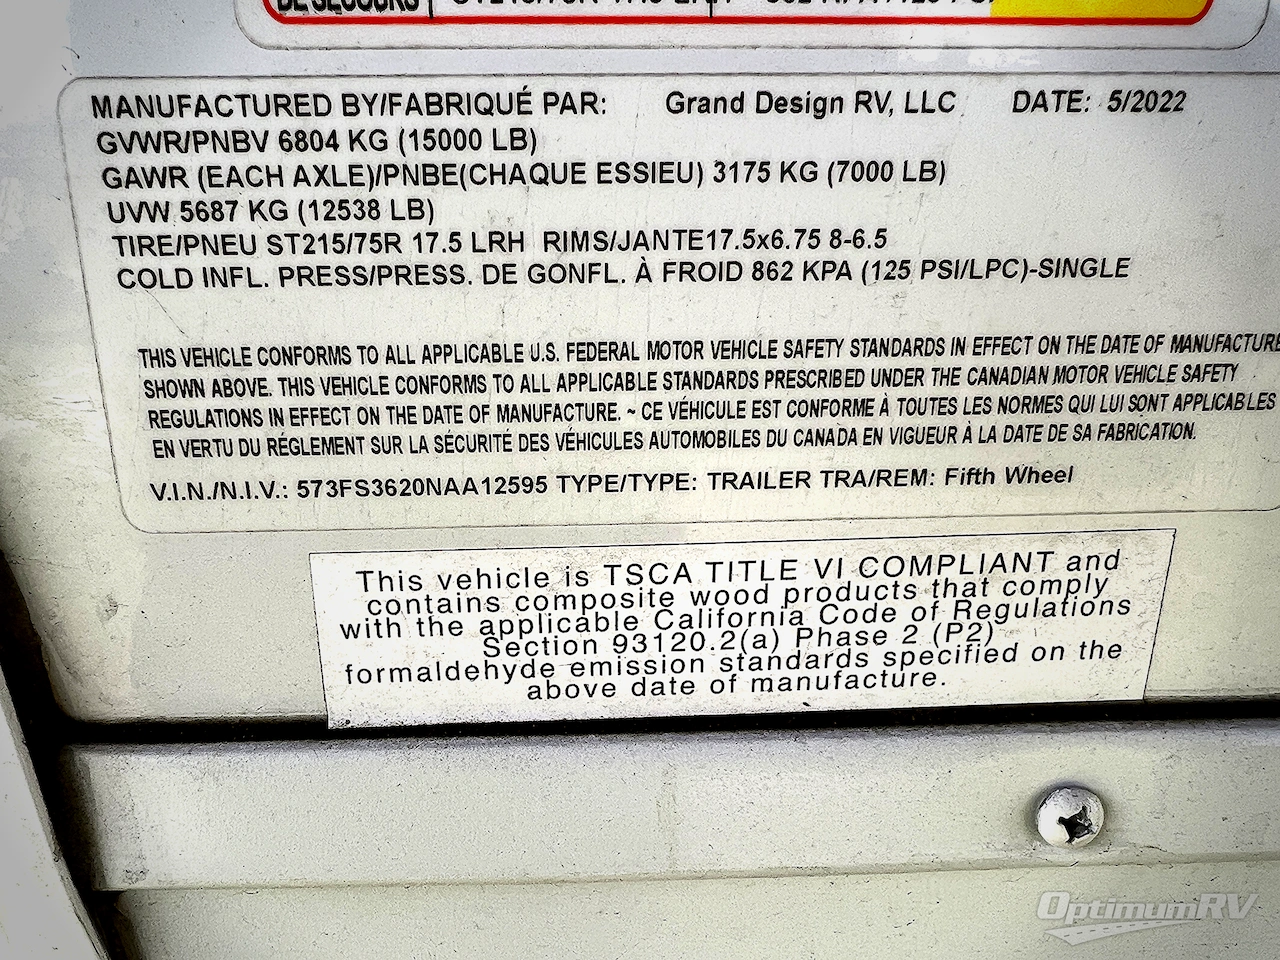 DE SECOURS
MANUFACTURED BY/FABRIQUÉ PAR: Grand Design RV, LLC DATE: 5/2022
GVWR/PNBV 6804 KG (15000 LB)
GAWR (EACH AXLE)/PNBE(CHAQUE ESSIEU) 3175 KG (7000 LB)
UVW 5687 KG (12538 LB)
TIRE/PNEU ST215/75R 17.5 LRH RIMS/JANTE17.5x6.75 8-6.5
COLD INFL. PRESS/PRESS. DE GONFL. À FROID 862 KPA (125 PSI/LPC)-SINGLE
THIS VEHICLE CONFORMS TO ALL APPLICABLE U.S. FEDERAL MOTOR VEHICLE SAFETY STANDARDS IN EFFECT ON THE DATE OF MANUFACTURE
SHOWN ABOVE. THIS VEHICLE CONFORMS TO ALL APPLICABLE STANDARDS PRESCRIBED UNDER THE CANADIAN MOTOR VEHICLE SAFETY
REGULATIONS IN EFFECT ON THE DATE OF MANUFACTURE. ~ CE VÉHICULE EST CONFORME À TOUTES LES NORMES QUI LUI SONT APPLICABLES
EN VERTU DU RÉGLEMENT SUR LA SÉCURITÉ DES VÉHICULES AUTOMOBILES DU CANADA EN VIGUEUR À LA DATE DE SA FABRICATION.
V.I.N./N.I.V.: 573FS3620NAA12595 TYPE/TYPE: TRAILER TRA/REM: Fifth Wheel
This vehicle is TSCA TITLE VI COMPLIANT and
contains composite wood products that comply
with the applicable California Code of Regulations
Section 93120.2(a) Phase 2 (P2)
formaldehyde emission standards specified on the
above date of manufacture.
OptimumRV